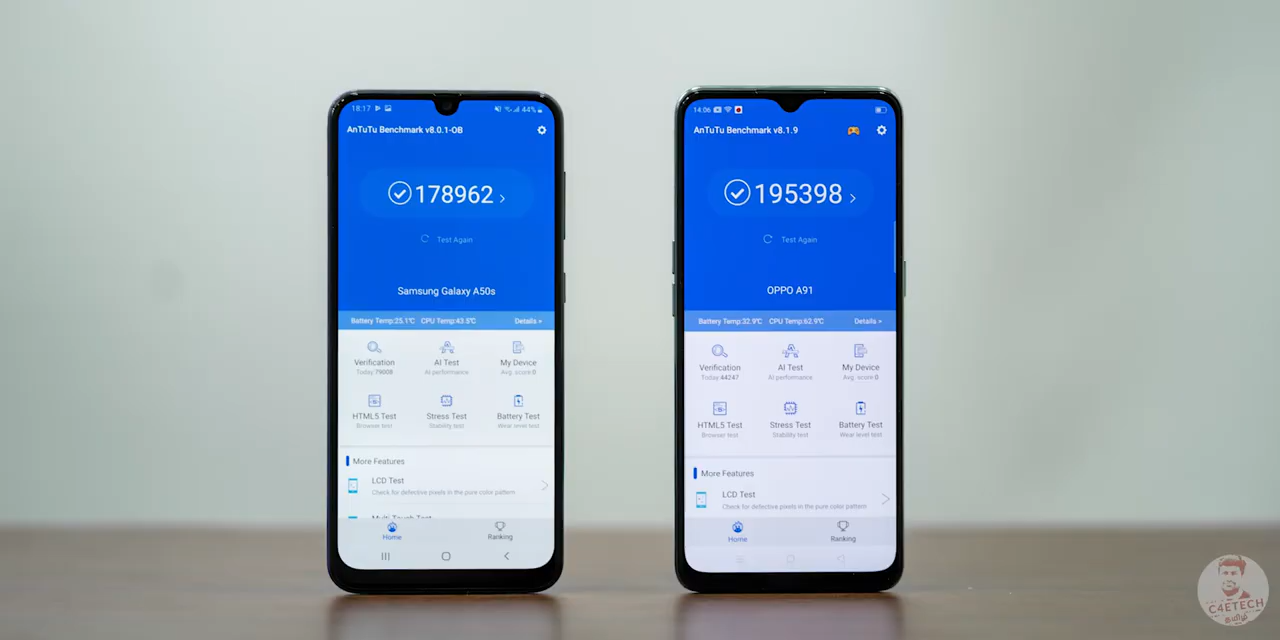 18:17
44%
AnTuTu Benchmark v8.0.1-OB
178962
Test Again
Samsung Galaxy A50s
Battery Temp:25.1℃ CPU Temp:43.5℃ Details >
Verification
Today 79008
AI Test
AI performance
My Device
Avg. score 0
HTML5 Test
Browser test
Stress Test
Stability test
Battery Test
Wear level test
More Features
LCD Test
Check for defective pixels in the pure color pattern
Multi Touch Test
Home
Ranking
14:06
AnTuTu Benchmark v8.1.9
195398
Test Again
OPPO A91
Battery Temp:32.9℃ CPU Temp:62.9℃ Details >
Verification
Today 44247
AI Test
AI performance
My Device
Avg. score 0
HTML5 Test
Browser test
Stress Test
Stability test
Battery Test
Wear level test
More Features
LCD Test
Check for defective pixels in the pure color pattern
Home
Ranking
C4ETECH
தமிழ்